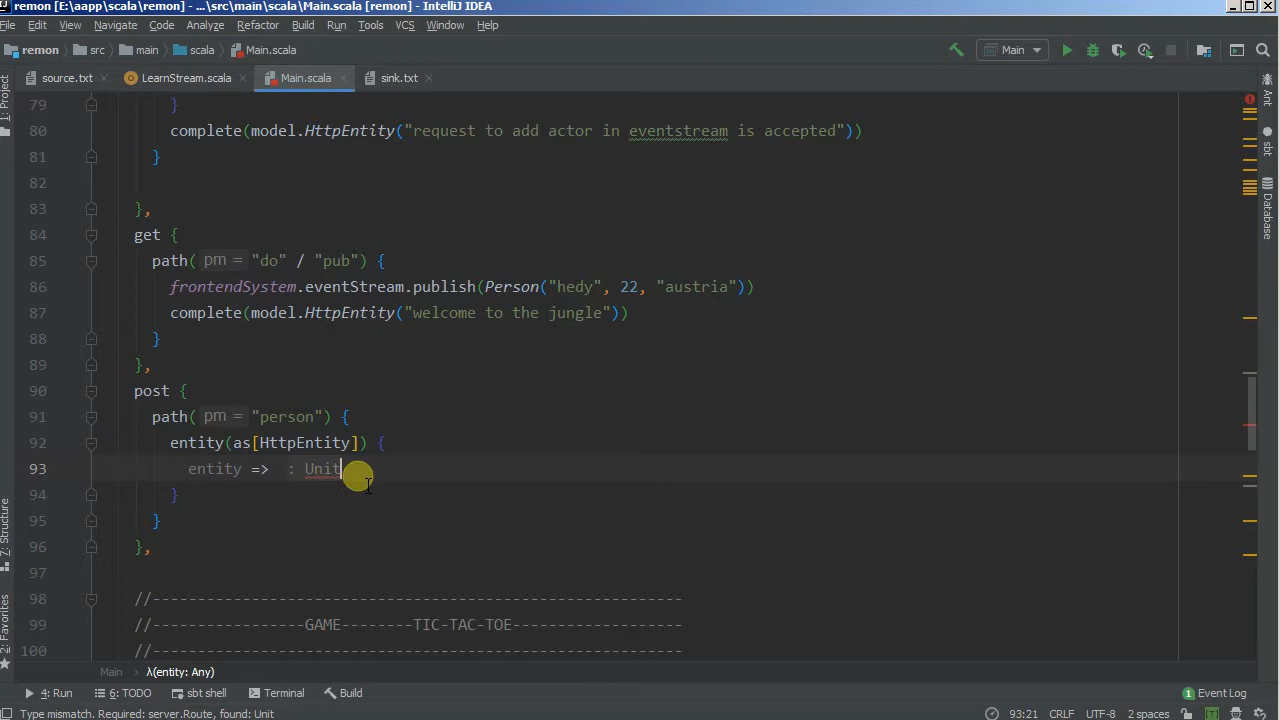 remon [E:\aapp\scala\remon] - ...\src\main\scala\Main.scala [remon] - IntelliJ IDEA
File Edit View Navigate Code Analyze Refactor Build Run Tools VCS Window Help
remon src main scala Main.scala Main
source.txt LearnStream.scala Main.scala sink.txt
1: Project
Ant
sbt
Database
79 }
80 complete(model.HttpEntity("request to add actor in eventstream is accepted"))
81 }
82
83 },
84 get {
85 path( pm = "do" / "pub") {
86 frontendSystem.eventStream.publish(Person("hedy", 22, "austria"))
87 complete(model.HttpEntity("welcome to the jungle"))
88 }
89 },
90 post {
91 path( pm = "person") {
92 entity(as[HttpEntity]) {
93 entity => : Unit
94 }
95 }
96 },
97
98 //-----------------------------------------------------------
99 //-----------------GAME--------TIC-TAC-TOE-------------------
100 //-----------------------------------------------------------
7: Structure
2: Favorites
Main λ(entity: Any)
4: Run 6: TODO sbt shell Terminal Build 1 Event Log
Type mismatch. Required: server.Route, found: Unit 93:21 CRLF UTF-8 2 spaces [T]